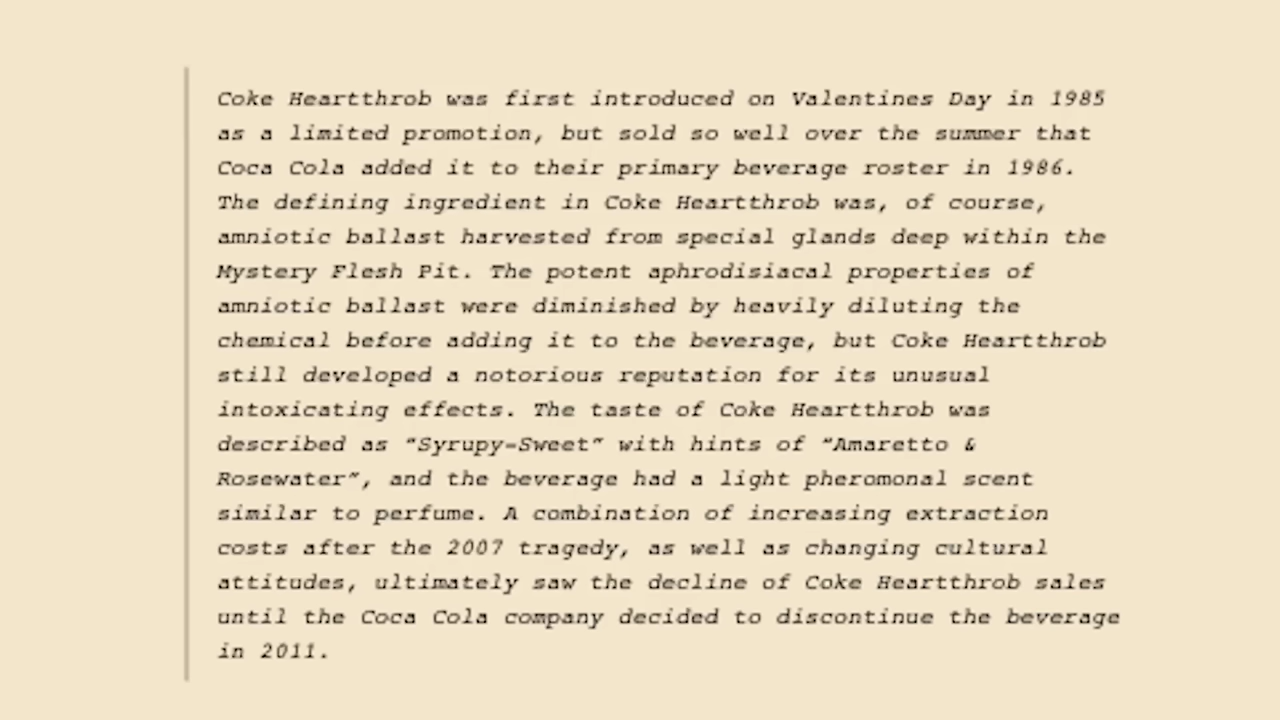 Coke Heartthrob was first introduced on Valentines Day in 1985
as a limited promotion, but sold so well over the summer that
Coca Cola added it to their primary beverage roster in 1986.
The defining ingredient in Coke Heartthrob was, of course,
amniotic ballast harvested from special glands deep within the
Mystery Flesh Pit. The potent aphrodisiacal properties of
amniotic ballast were diminished by heavily diluting the
chemical before adding it to the beverage, but Coke Heartthrob
still developed a notorious reputation for its unusual
intoxicating effects. The taste of Coke Heartthrob was
described as “Syrupy-Sweet” with hints of “Amaretto &
Rosewater”, and the beverage had a light pheromonal scent
similar to perfume. A combination of increasing extraction
costs after the 2007 tragedy, as well as changing cultural
attitudes, ultimately saw the decline of Coke Heartthrob sales
until the Coca Cola company decided to discontinue the beverage
in 2011.